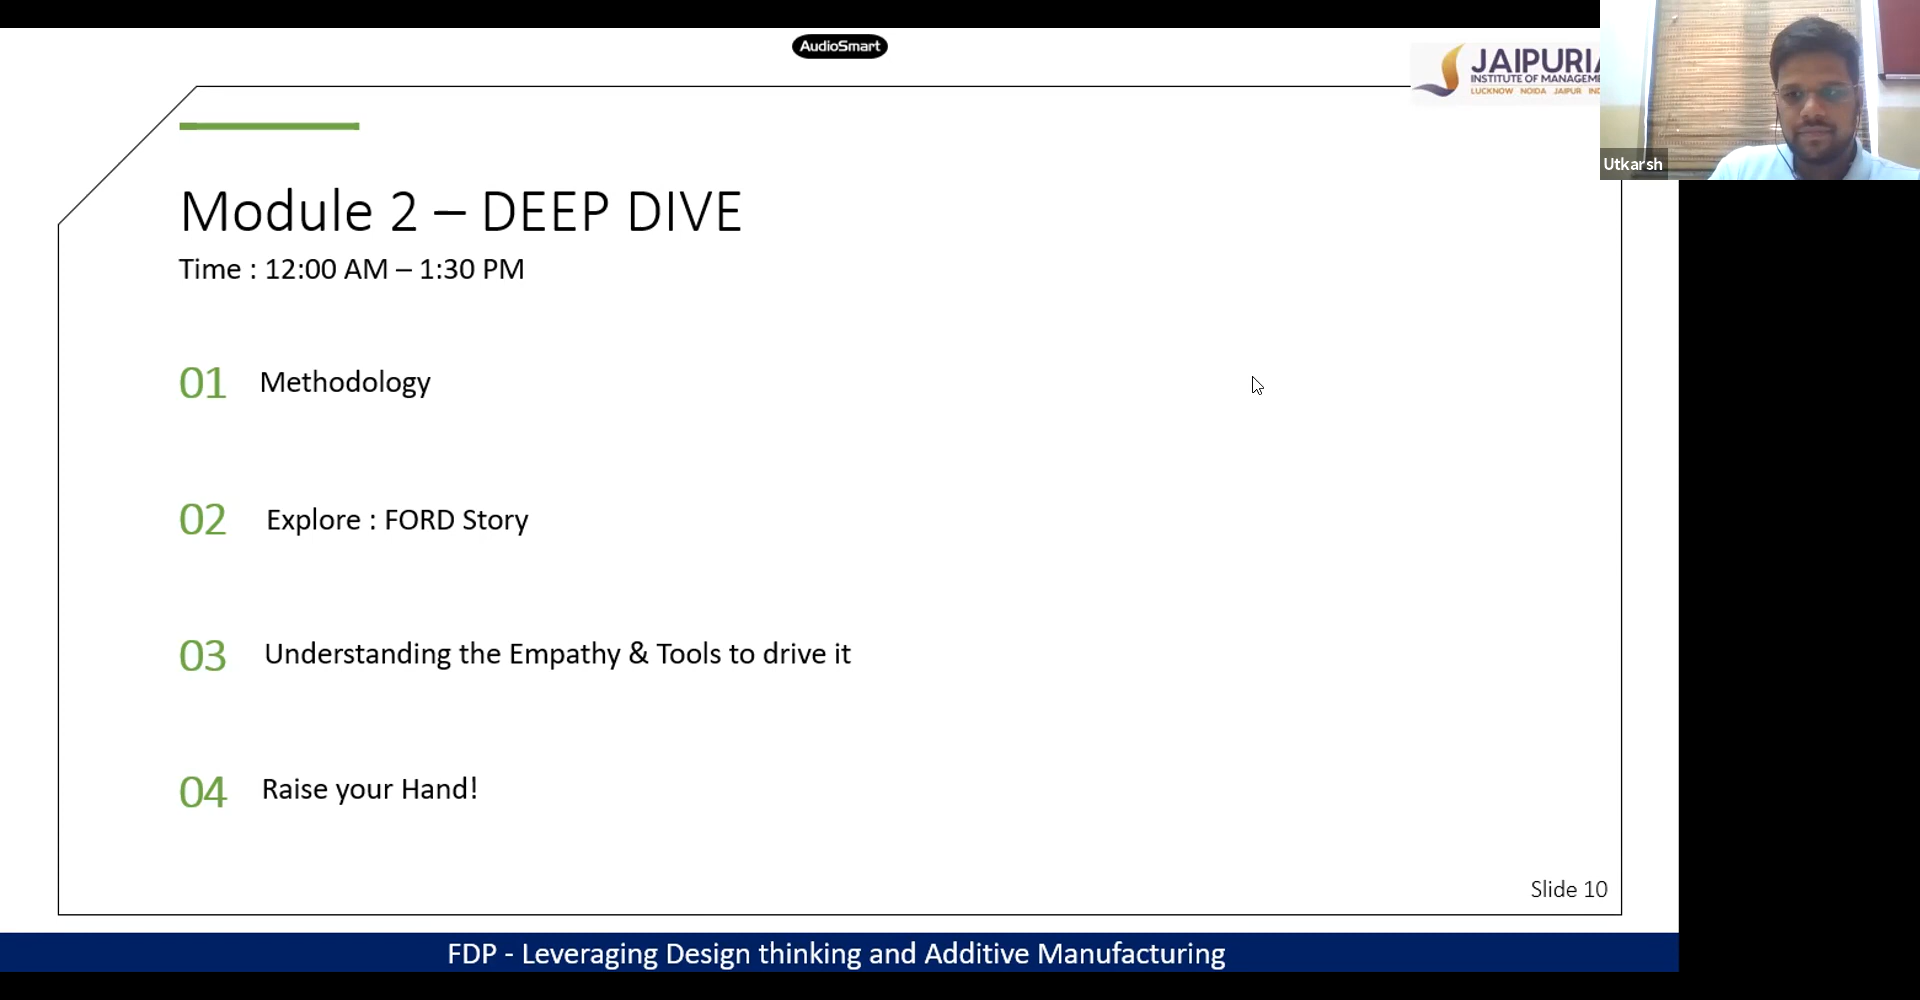 AudioSmart
JAIPURI
INSTITUTE OF MANAGEME
LUCKNOW NOIDA JAIPUR IND
Utkarsh
Module 2 – DEEP DIVE
Time : 12:00 AM – 1:30 PM
01 Methodology
02 Explore : FORD Story
03 Understanding the Empathy & Tools to drive it
04 Raise your Hand!
Slide 10
FDP - Leveraging Design thinking and Additive Manufacturing